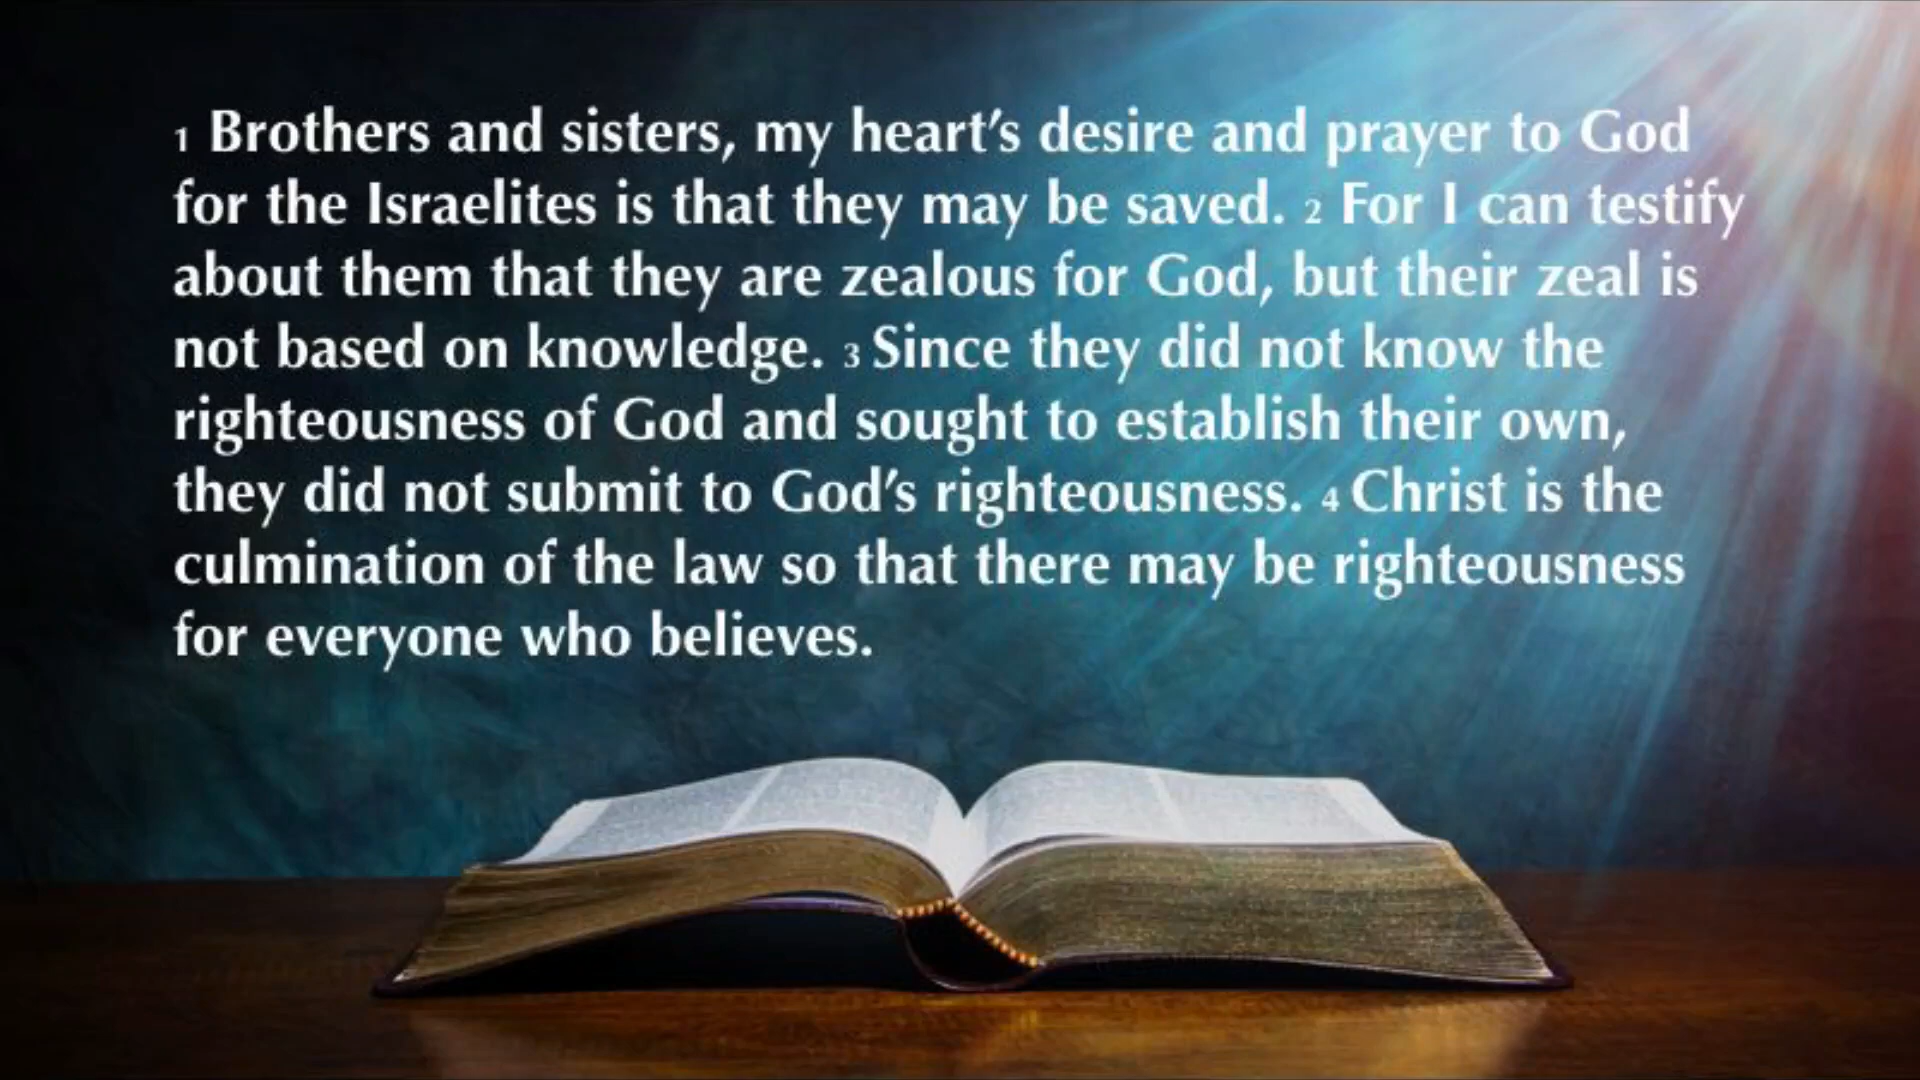 1 Brothers and sisters, my heart’s desire and prayer to God
for the Israelites is that they may be saved. 2 For I can testify
about them that they are zealous for God, but their zeal is
not based on knowledge. 3 Since they did not know the
righteousness of God and sought to establish their own,
they did not submit to God’s righteousness. 4 Christ is the
culmination of the law so that there may be righteousness
for everyone who believes.